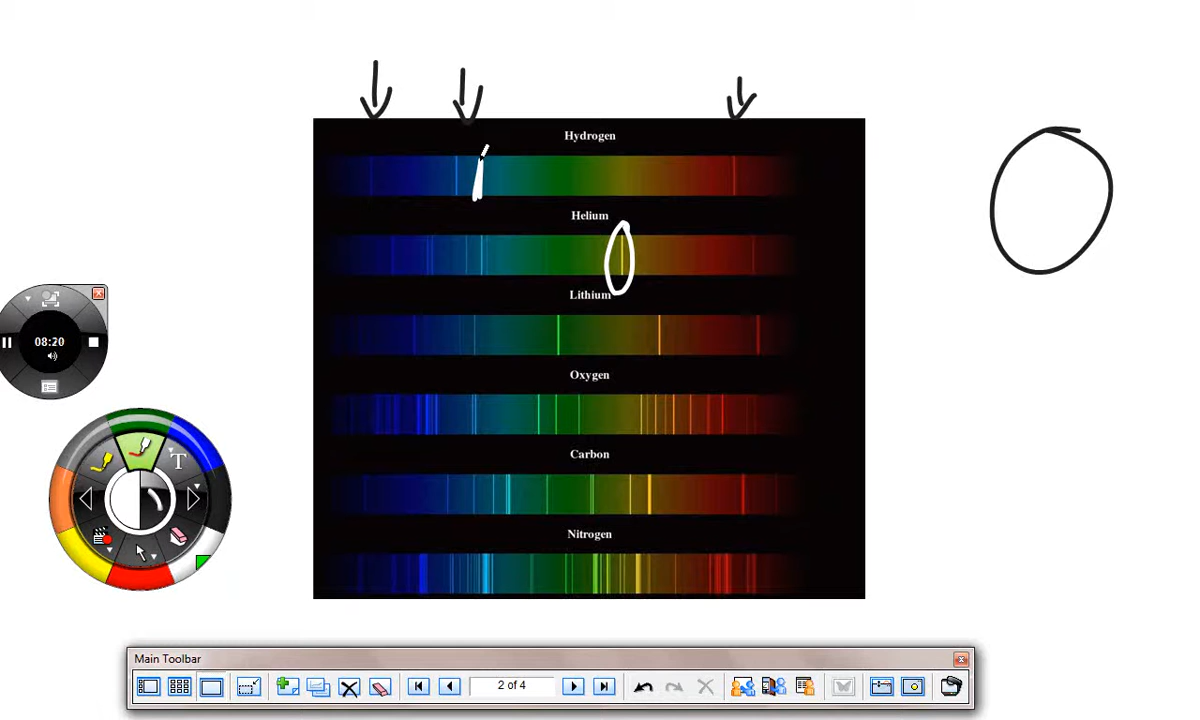 Hydrogen
Helium
Lithium
08:20
Oxygen
Carbon
T
Nitrogen
Main Toolbar
2 of 4